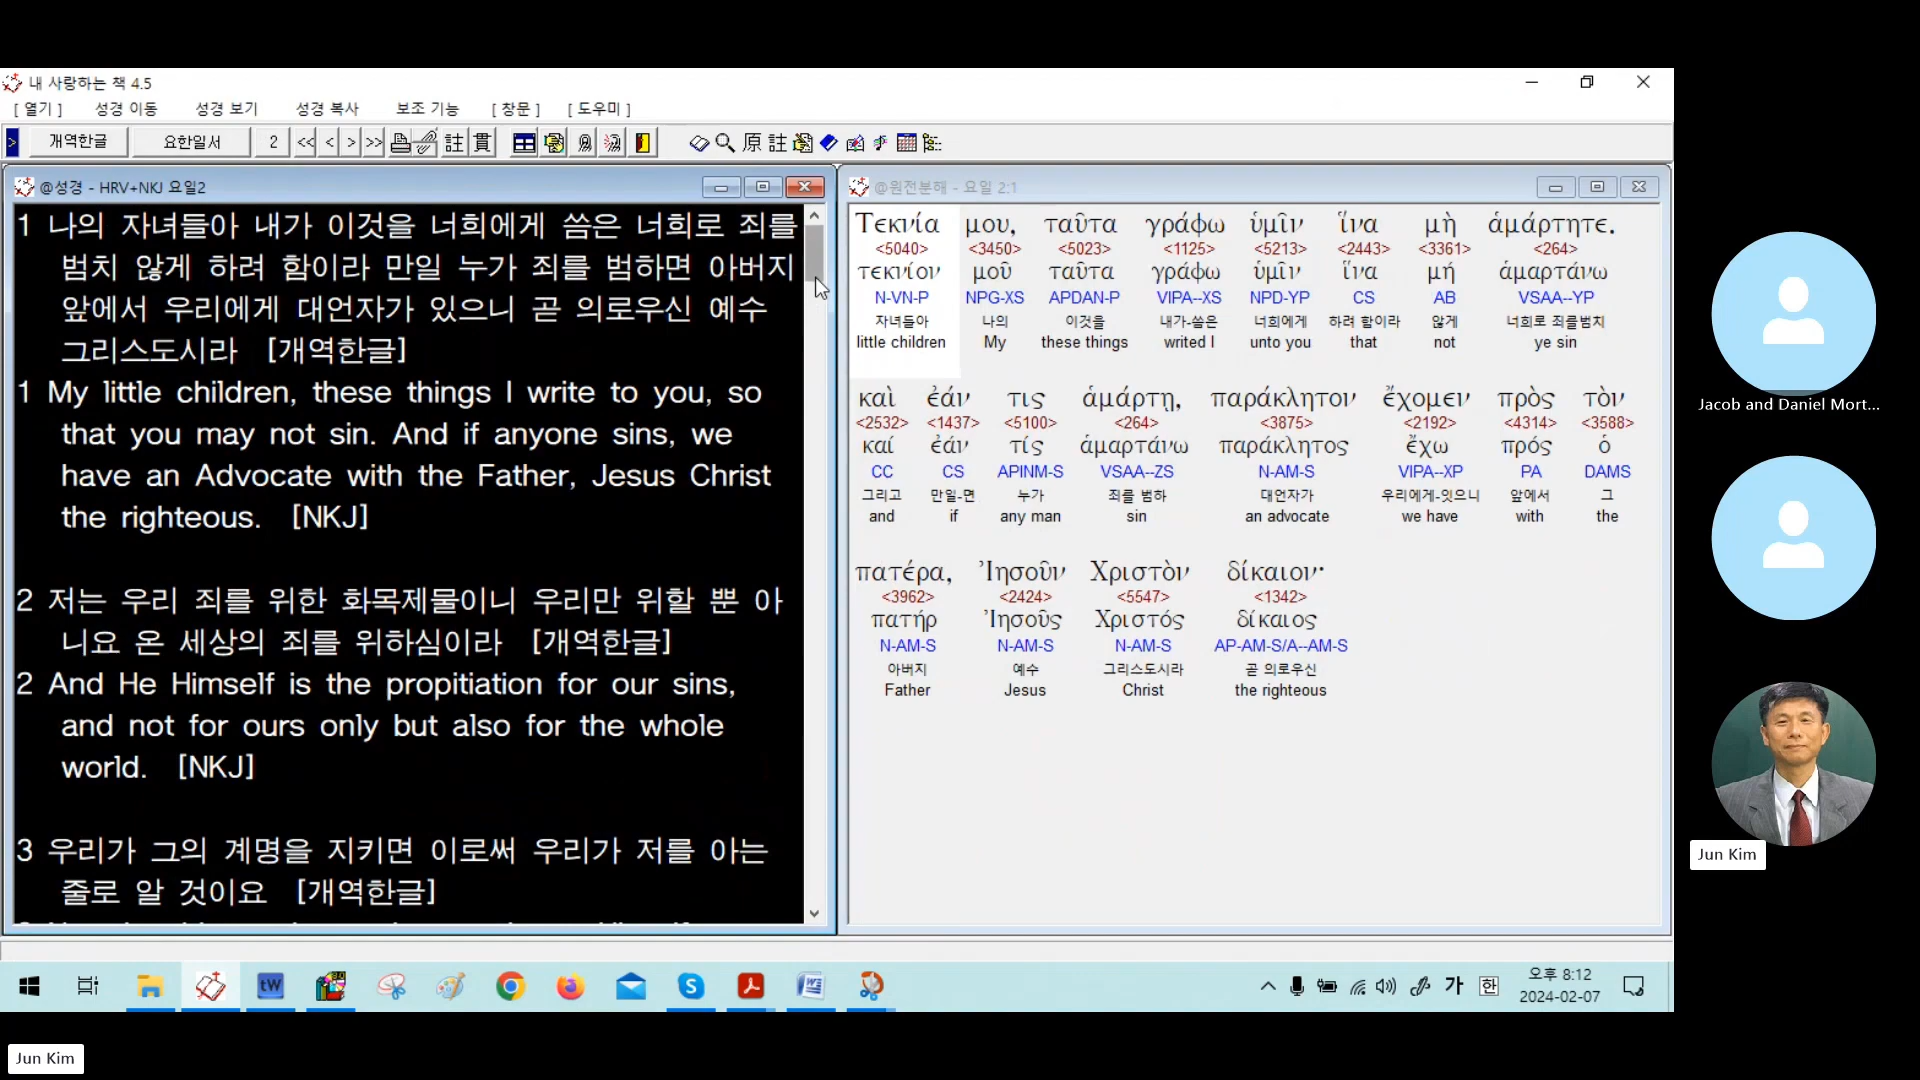 내 사랑하는 책 4.5
[ 열기 ] 성경 이동 성경 보기 성경 복사 보조 기능 [ 창문 ] [ 도우미 ]
개역한글 요한일서 2 << < > >> 註 貫 原 註
@성경 - HRV+NKJ 요일2
1 나의 자녀들아 내가 이것을 너희에게 씀은 너희로 죄를
범치 않게 하려 함이라 만일 누가 죄를 범하면 아버지
앞에서 우리에게 대언자가 있으니 곧 의로우신 예수
그리스도시라 [개역한글]
1 My little children, these things I write to you, so
that you may not sin. And if anyone sins, we
have an Advocate with the Father, Jesus Christ
the righteous. [NKJ]
2 저는 우리 죄를 위한 화목제물이니 우리만 위할 뿐 아
니요 온 세상의 죄를 위하심이라 [개역한글]
2 And He Himself is the propitiation for our sins,
and not for ours only but also for the whole
world. [NKJ]
3 우리가 그의 계명을 지키면 이로써 우리가 저를 아는
줄로 알 것이요 [개역한글]
@원전분해 - 요일 2:1
Τεκνία μου, ταῦτα γράφω ὑμῖν ἵνα μὴ ἁμάρτητε.
<5040> <3450> <5023> <1125> <5213> <2443> <3361> <264>
τεκνίον μοῦ ταῦτα γράφω ὑμῖν ἵνα μή ἁμαρτάνω
N-VN-P NPG-XS APDAN-P VIPA--XS NPD-YP CS AB VSAA--YP
자녀들아 나의 이것을 내가-씀은 너희에게 하려 함이라 않게 너희로 죄를범치
little children My these things writed I unto you that not ye sin
καὶ ἐάν τις ἁμάρτῃ, παράκλητον ἔχομεν πρὸς τὸν
<2532> <1437> <5100> <264> <3875> <2192> <4314> <3588>
καί ἐάν τίς ἁμαρτάνω παράκλητος ἔχω πρός ὁ
CC CS APINM-S VSAA--ZS N-AM-S VIPA--XP PA DAMS
그리고 만일-면 누가 죄를 범하 대언자가 우리에게-잇으니 앞에서 그
and if any man sin an advocate we have with the
πατέρα, Ἰησοῦν Χριστὸν δίκαιον·
<3962> <2424> <5547> <1342>
πατήρ Ἰησοῦς Χριστός δίκαιος
N-AM-S N-AM-S N-AM-S AP-AM-S/A--AM-S
아버지 예수 그리스도시라 곧 의로우신
Father Jesus Christ the righteous
Jacob and Daniel Mort...
Jun Kim
가 한 오후 8:12
2024-02-07
Jun Kim